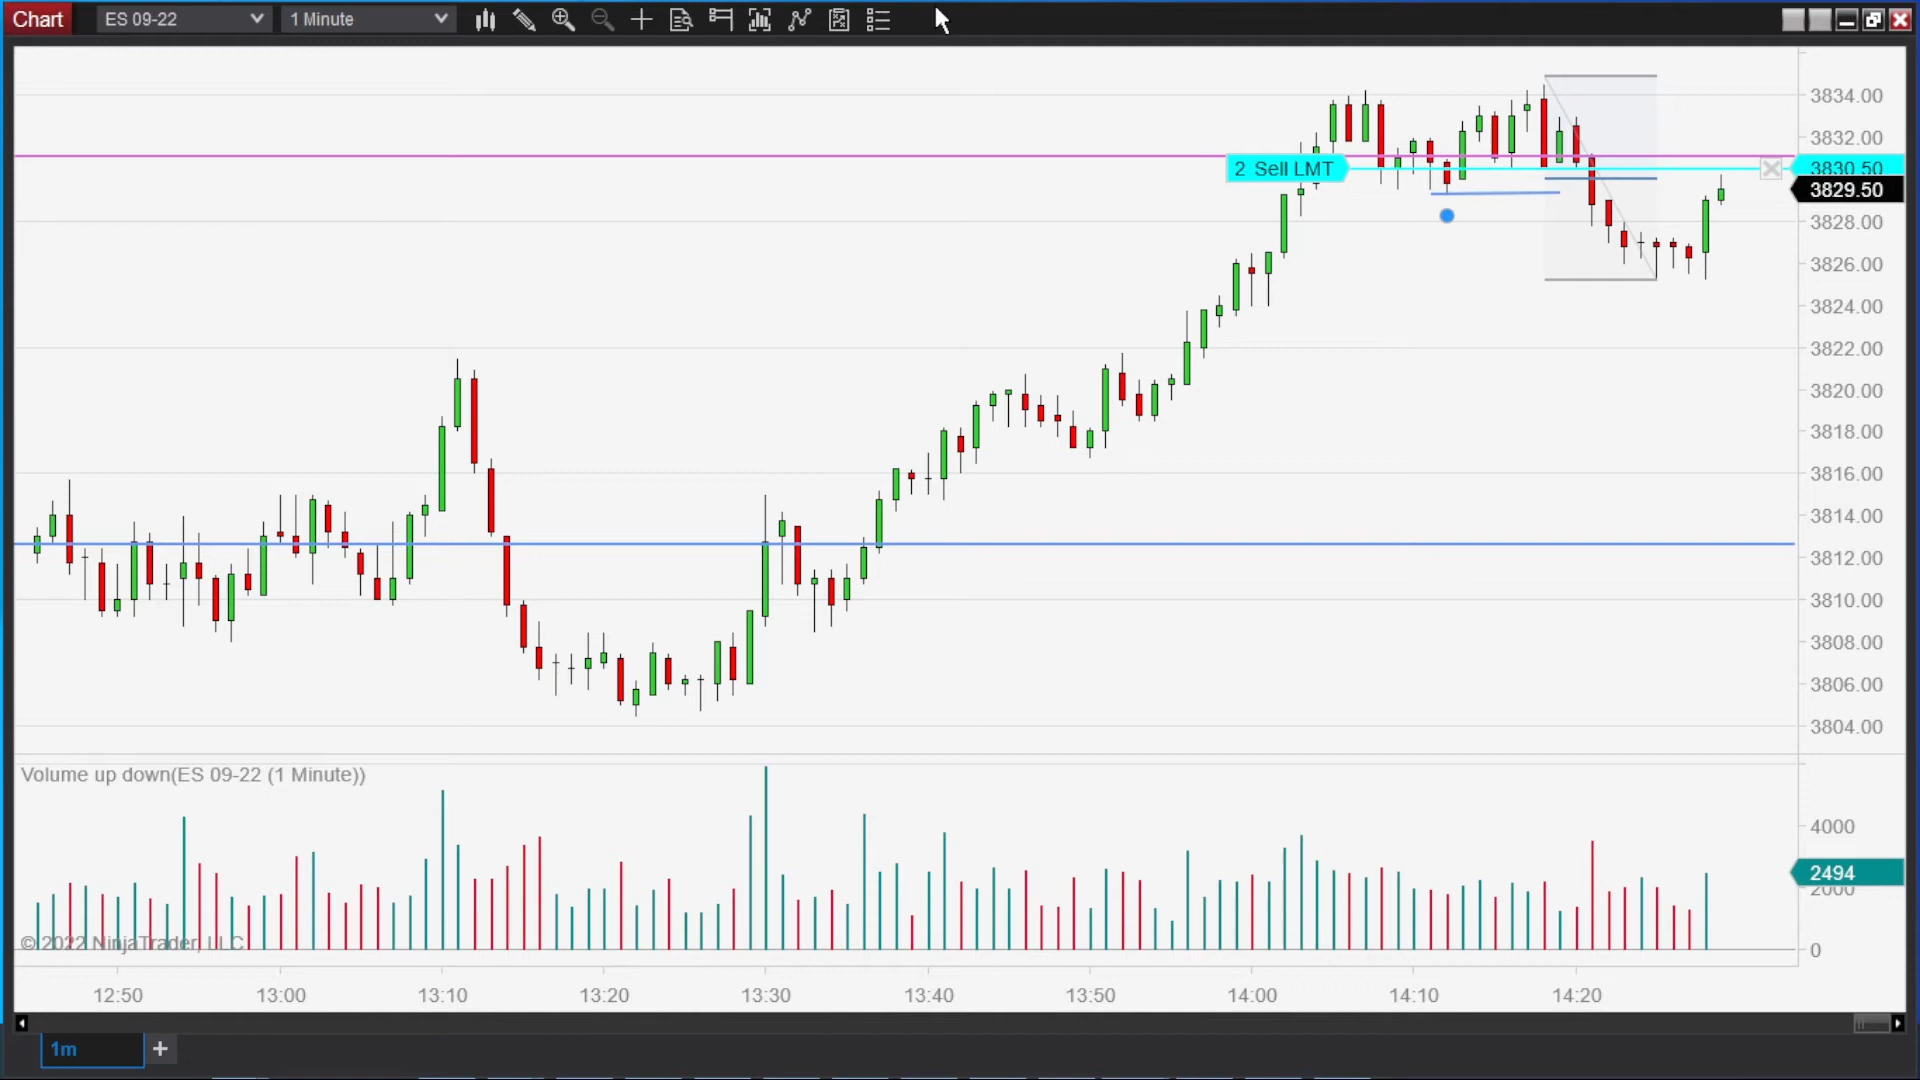 Chart
ES 09-22
1 Minute
3834.00
3832.00
2 Sell LMT
3830.50
3829.50
3828.00
3826.00
3824.00
3822.00
3820.00
3818.00
3816.00
3814.00
3812.00
3810.00
3808.00
3806.00
3804.00
Volume up down(ES 09-22 (1 Minute))
4000
2494
2000
© 2022 NinjaTrader, LLC
0
12:50 13:00 13:10 13:20 13:30 13:40 13:50 14:00 14:10 14:20
1m +